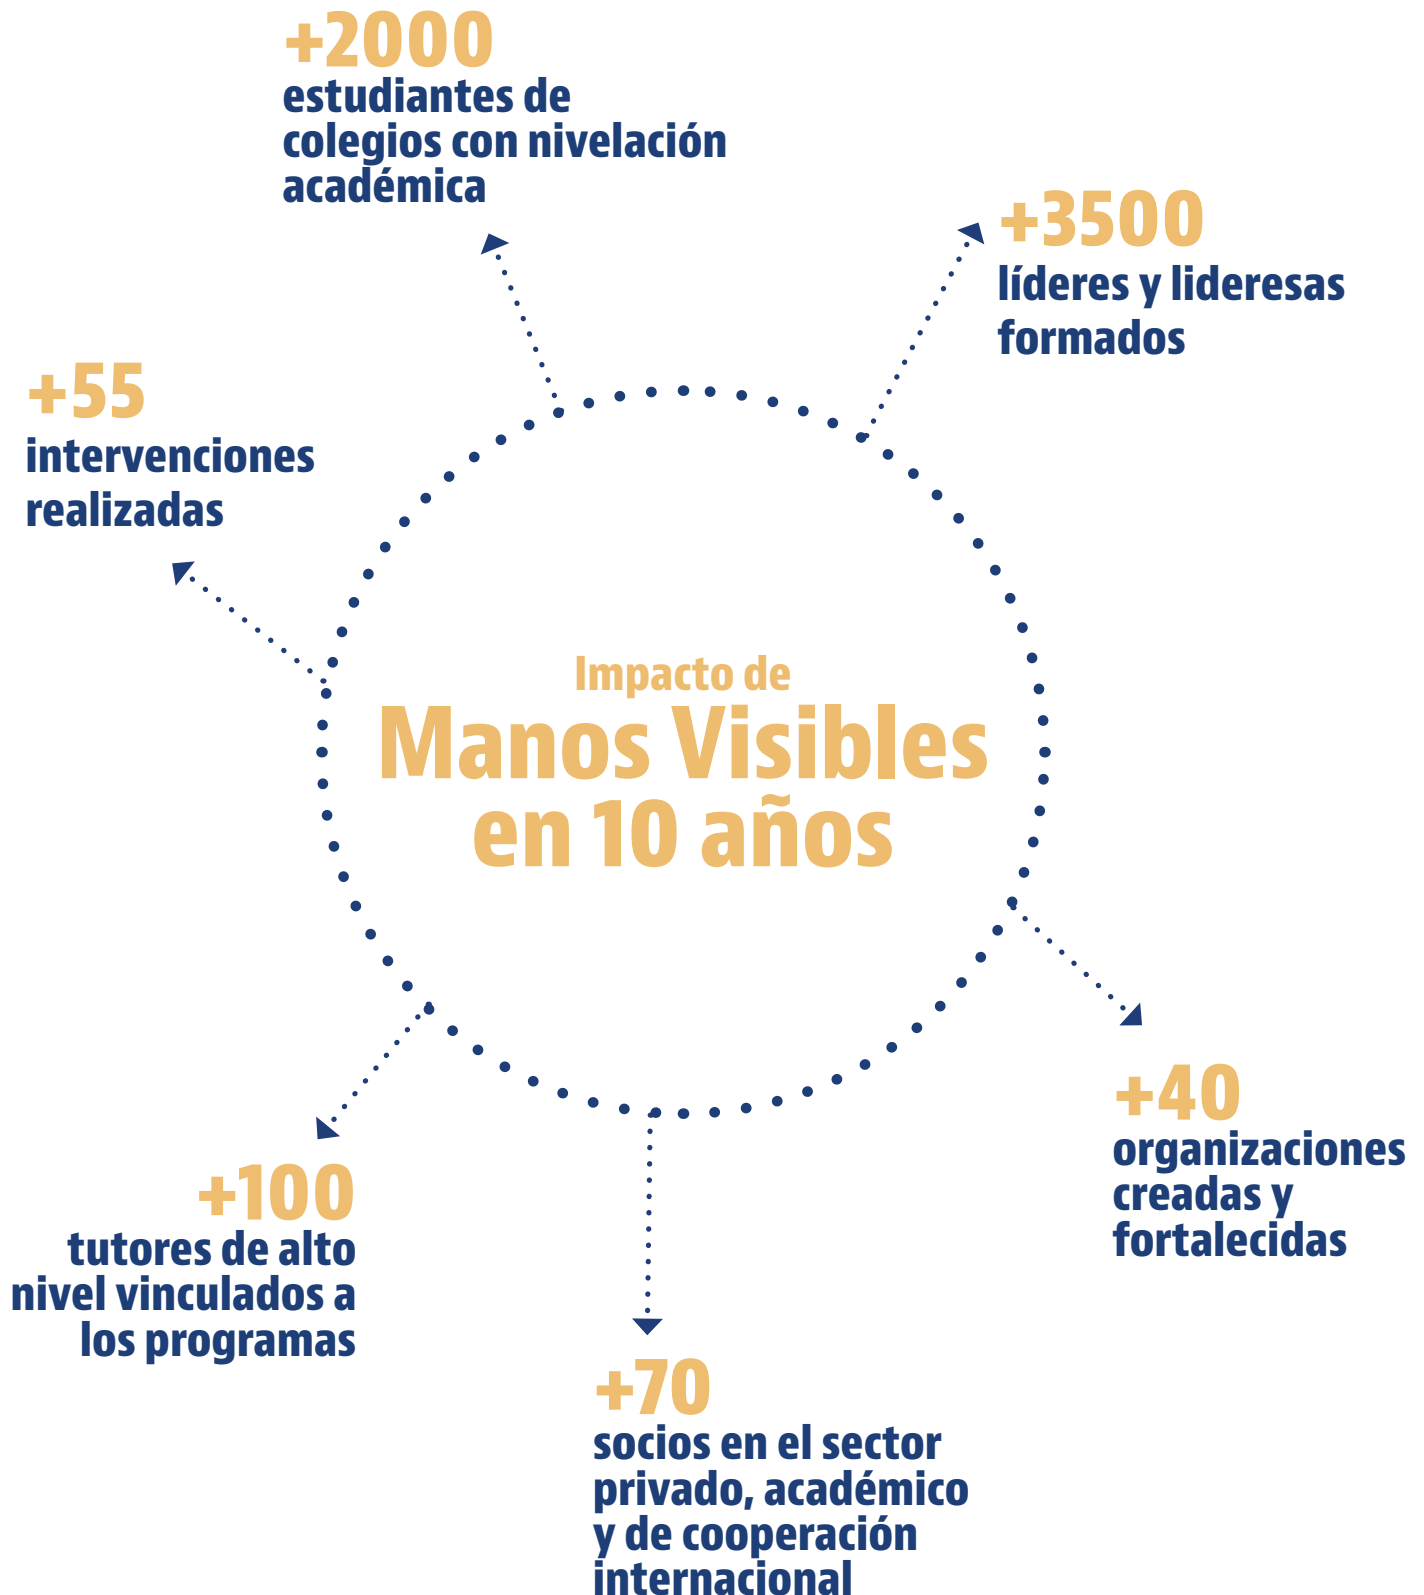 +2000
estudiantes de
colegios con nivelación
académica
+3500
líderes y lideresas
formados
+55
intervenciones
realizadas
Impacto de
Manos Visibles
en 10 años
+40
organizaciones
creadas y
fortalecidas
+100
tutores de alto
nivel vinculados a
los programas
+70
socios en el sector
privado, académico
y de cooperación
internacional